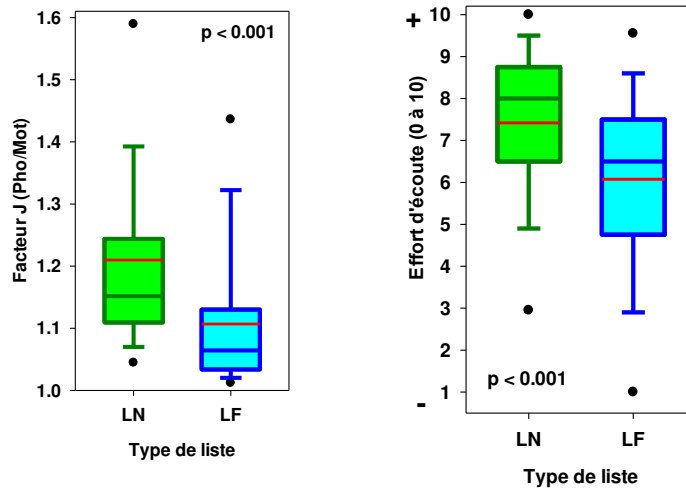 Facteur J (Pho/Mot)
1.6
1.5
1.4
1.3
1.2
1.1
1.0
p < 0.001
LN
LF
Type de liste
+
-
Effort d'écoute (0 à 10)
10
9
8
7
6
5
4
3
2
1
p < 0.001
LN
LF
Type de liste